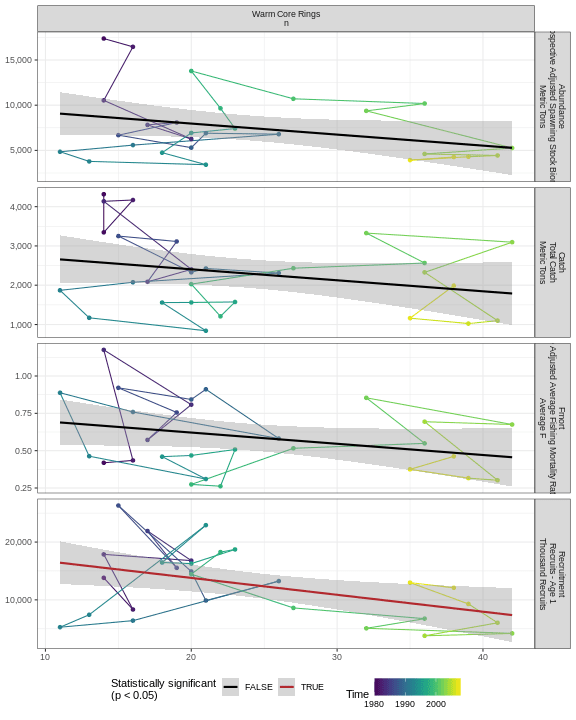 Warm Core Rings
n
15,000
10,000
5,000
Abundance
Adjusted Spawning Stock
Metric Tons
4,000
3,000
2,000
1,000
Catch
Total Catch
Metric Tons
1.00
0.75
0.50
0.25
Fmort
Adjusted Average Fishing Mortality
Average F
20,000
10,000
Recruitment
Recruits - Age 1
Thousand Recruits
10
20
30
40
Statistically significant
(p < 0.05)
FALSE
TRUE
Time
1980
1990
2000